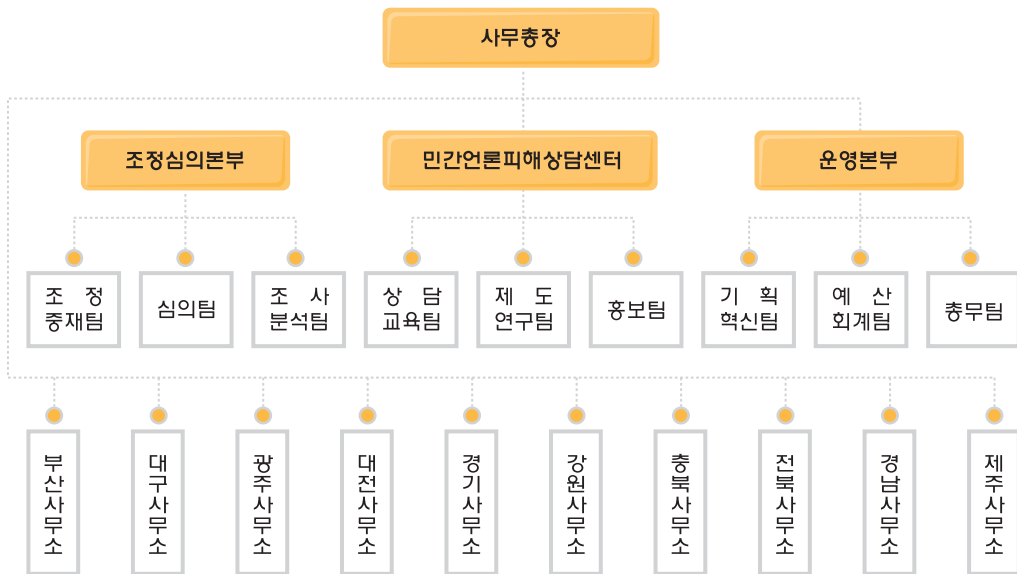 사무총장
조정심의본부
민간언론피해상담센터
운영본부
조 정
중재팀
심의팀
조 사
분석팀
상 담
교육팀
제 도
연구팀
홍보팀
기 획
혁신팀
예 산
회계팀
총무팀
부산사무소
대구사무소
광주사무소
대전사무소
경기사무소
강원사무소
충북사무소
전북사무소
경남사무소
제주사무소